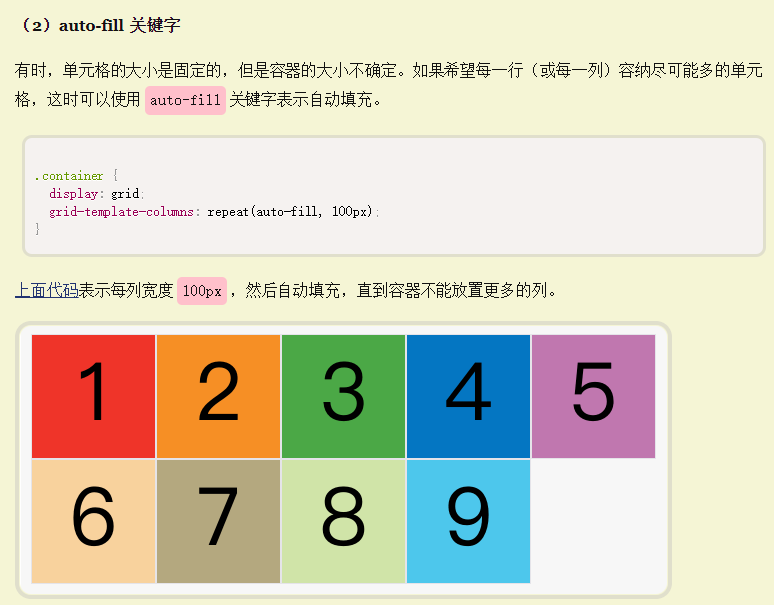 （2）auto-fill 关键字
有时，单元格的大小是固定的，但是容器的大小不确定。如果希望每一行（或每一列）容纳尽可能多的单元
格，这时可以使用 auto-fill 关键字表示自动填充。
.container {
  display: grid;
  grid-template-columns: repeat(auto-fill, 100px);
}
上面代码表示每列宽度 100px ，然后自动填充，直到容器不能放置更多的列。
1 2 3 4 5
6 7 8 9